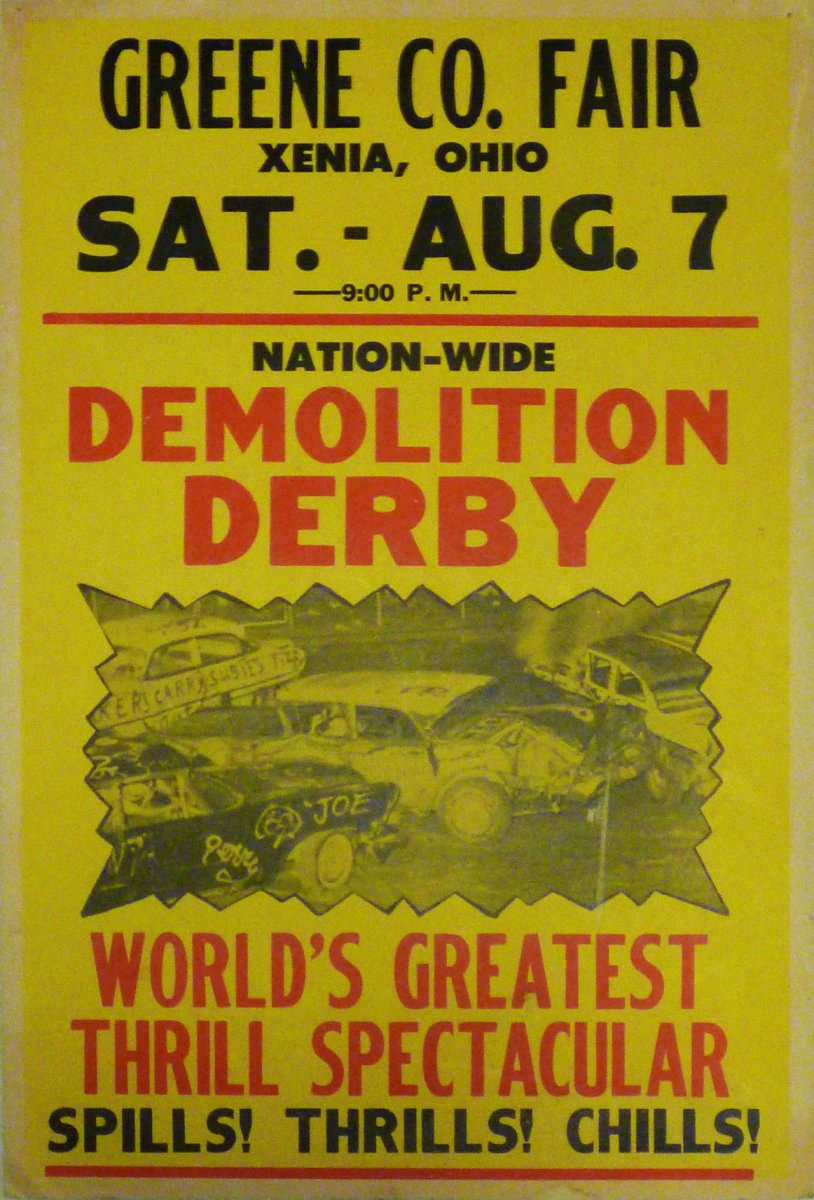 GREENE CO. FAIR
XENIA, OHIO
SAT. - AUG. 7
9:00 P. M.
NATION-WIDE
DEMOLITION
DERBY
JOE
WORLD'S GREATEST
THRILL SPECTACULAR
SPILLS! THRILLS! CHILLS!